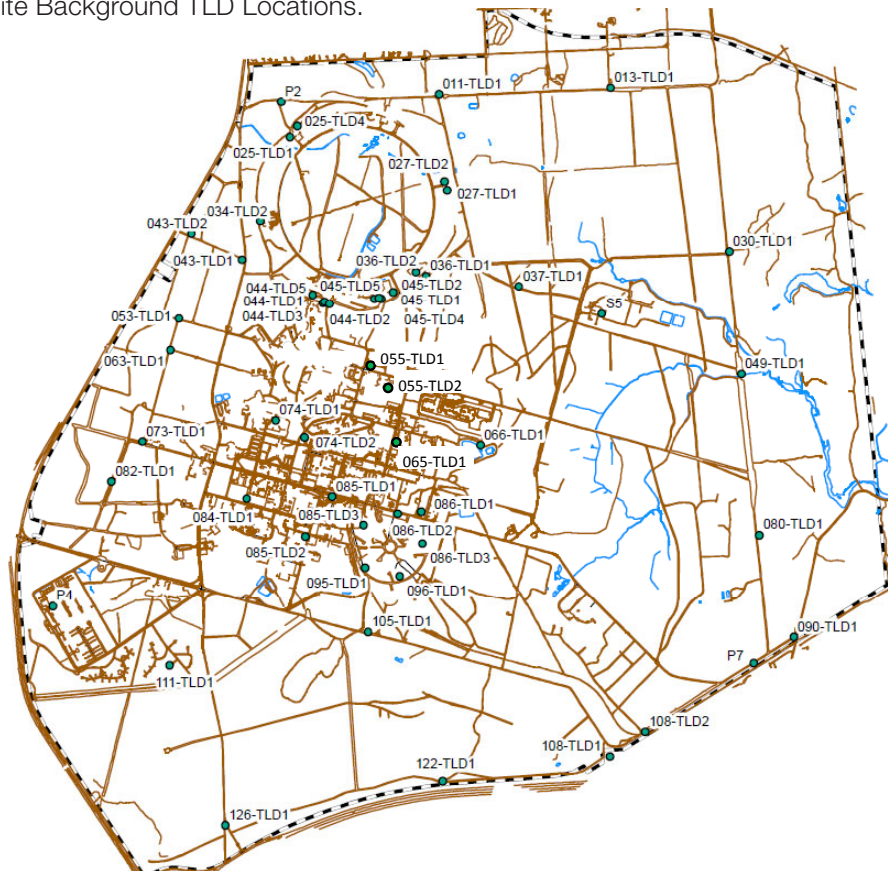 ite Background TLD Locations.
P2
011-TLD1
013-TLD1
025-TLD4
025-TLD1
027-TLD2
027-TLD1
034-TLD2
043-TLD2
030-TLD1
043-TLD1
036-TLD2
036-TLD1
037-TLD1
044-TLD5
045-TLD5
045-TLD2
044-TLD1
045 TLD1
S5
044-TLD3
044-TLD2
045-TLD4
053-TLD1
063-TLD1
055-TLD1
049-TLD1
055-TLD2
074-TLD1
073-TLD1
074-TLD2
066-TLD1
065-TLD1
082-TLD1
085-TLD1
084-TLD1
085-TLD3
086-TLD1
080-TLD1
086-TLD2
085-TLD2
086-TLD3
095-TLD1
096-TLD1
P4
105-TLD1
090-TLD1
P7
111-TLD1
108-TLD2
108-TLD1
122-TLD1
126-TLD1